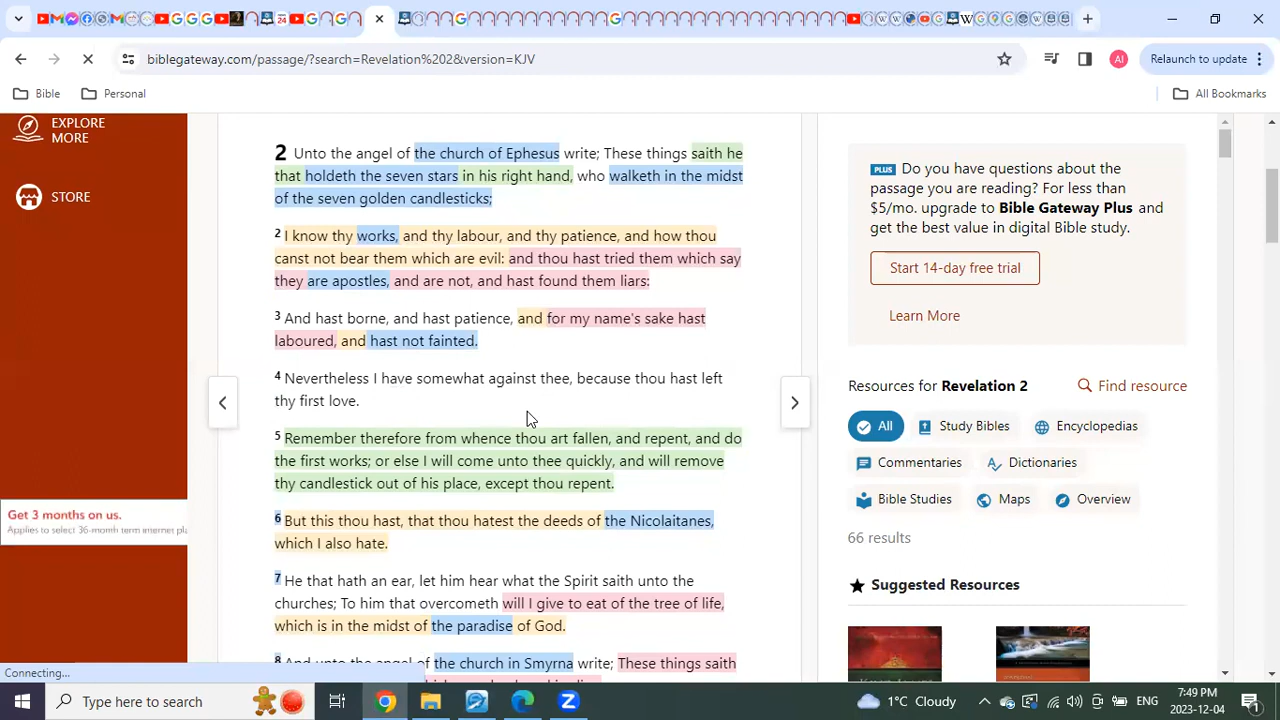 24
biblegateway.com/passage/?search=Revelation%202&version=KJV
AI
Relaunch to update
Bible
Personal
All Bookmarks
EXPLORE
MORE
STORE
Get 3 months on us.
Applies to select 36-month term internet pla
2 Unto the angel of the church of Ephesus write; These things saith he
that holdeth the seven stars in his right hand, who walketh in the midst
of the seven golden candlesticks;
2 I know thy works, and thy labour, and thy patience, and how thou
canst not bear them which are evil: and thou hast tried them which say
they are apostles, and are not, and hast found them liars:
3 And hast borne, and hast patience, and for my name's sake hast
laboured, and hast not fainted.
4 Nevertheless I have somewhat against thee, because thou hast left
thy first love.
5 Remember therefore from whence thou art fallen, and repent, and do
the first works; or else I will come unto thee quickly, and will remove
thy candlestick out of his place, except thou repent.
6 But this thou hast, that thou hatest the deeds of the Nicolaitanes,
which I also hate.
7 He that hath an ear, let him hear what the Spirit saith unto the
churches; To him that overcometh will I give to eat of the tree of life,
which is in the midst of the paradise of God.
8 And unto the angel of the church in Smyrna write; These things saith
PLUS Do you have questions about the
passage you are reading? For less than
$5/mo. upgrade to Bible Gateway Plus and
get the best value in digital Bible study.
Start 14-day free trial
Learn More
Resources for Revelation 2 Find resource
All Study Bibles Encyclopedias
Commentaries Dictionaries
Bible Studies Maps Overview
66 results
Suggested Resources
Connecting...
Type here to search
1°C Cloudy
ENG
7:49 PM
2023-12-04
1